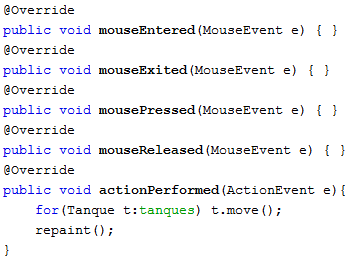 @Override
public void mouseEntered(MouseEvent e) { }
@Override
public void mouseExited(MouseEvent e) { }
@Override
public void mousePressed(MouseEvent e) { }
@Override
public void mouseReleased(MouseEvent e) { }
@Override
public void actionPerformed(ActionEvent e){
    for(Tanque t:tanques) t.move();
    repaint();
}